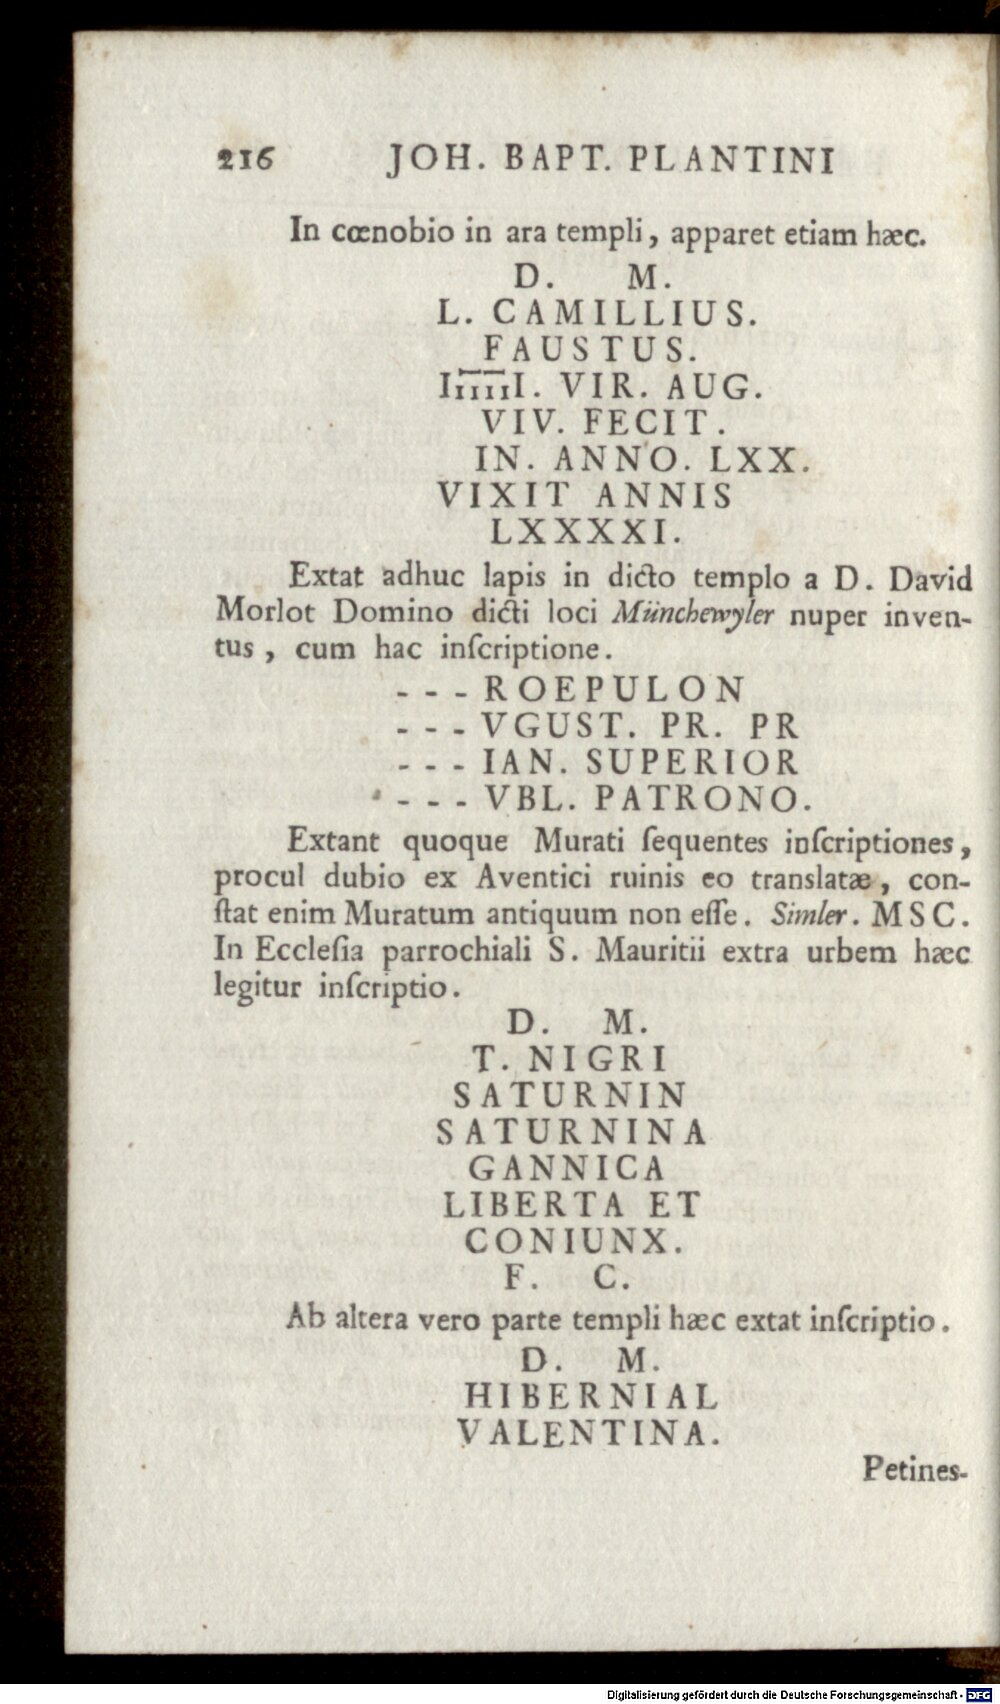 216 JOH. BAPT. PLANTINI
In cœnobio in ara templi, apparet etiam hæc.
D. M.
L. CAMILLIUS.
FAUSTUS.
IIIIIII. VIR. AUG.
VIV. FECIT.
IN. ANNO. LXX.
VIXIT ANNIS
LXXXXI.
Extat adhuc lapis in dicto templo a D. David
Morlot Domino dicti loci Münchewyler nuper inven-
tus, cum hac inſcriptione.
- - - ROEPULON
- - - VGUST. PR. PR
- - - IAN. SUPERIOR
- - - VBL. PATRONO.
Extant quoque Murati ſequentes inſcriptiones,
procul dubio ex Aventici ruinis eo translatæ, con-
ſtat enim Muratum antiquum non eſſe. Simler. MSC.
In Eccleſia parrochiali S. Mauritii extra urbem hæc
legitur inſcriptio.
D. M.
T. NIGRI
SATURNIN
SATURNINA
GANNICA
LIBERTA ET
CONIUNX.
F. C.
Ab altera vero parte templi hæc extat inſcriptio.
D. M.
HIBERNIAL
VALENTINA.
Petines-
Digitalisierung gefördert durch die Deutsche Forschungsgemeinschaft - DFG